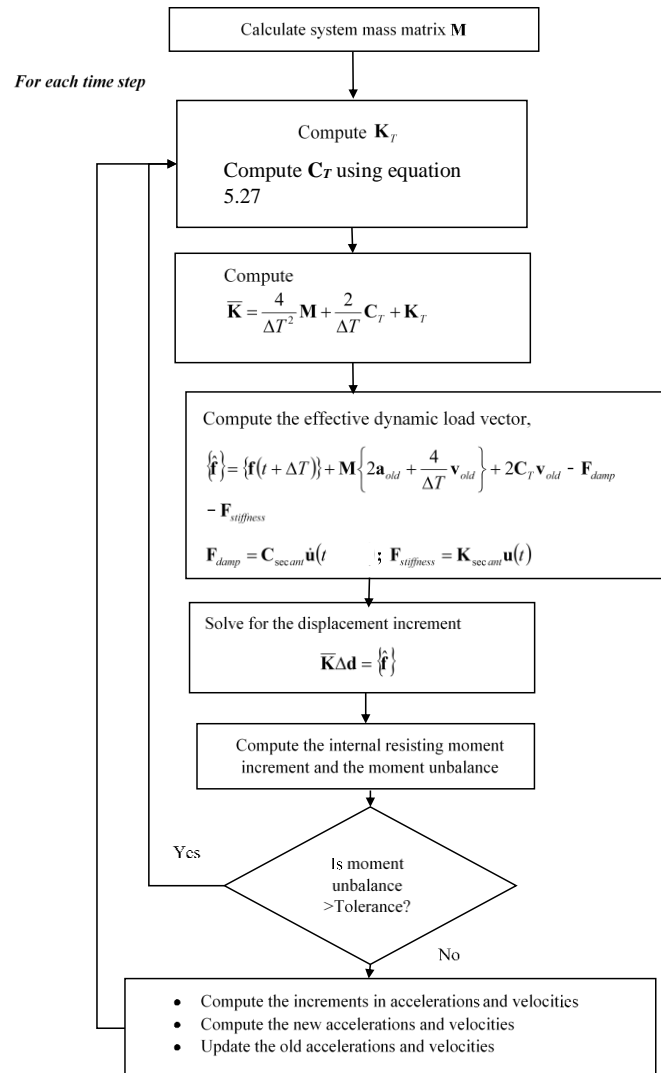 Calculate system mass matrix M
For each time step
Compute K_T
Compute C_T using equation
5.27
Compute
K̅ = 4/ΔT² M + 2/ΔT C_T + K_T
Compute the effective dynamic load vector,
{f̂} = {f(t + ΔT)} + M{2a_old + 4/ΔT v_old} + 2C_T v_old - F_damp
- F_stiffness
F_damp = C_secant u̇(t ); F_stiffness = K_secant u(t)
Solve for the displacement increment
K̅Δd = {f̂}
Compute the internal resisting moment
increment and the moment unbalance
Yes
Is moment
unbalance
>Tolerance?
No
• Compute the increments in accelerations and velocities
• Compute the new accelerations and velocities
• Update the old accelerations and velocities